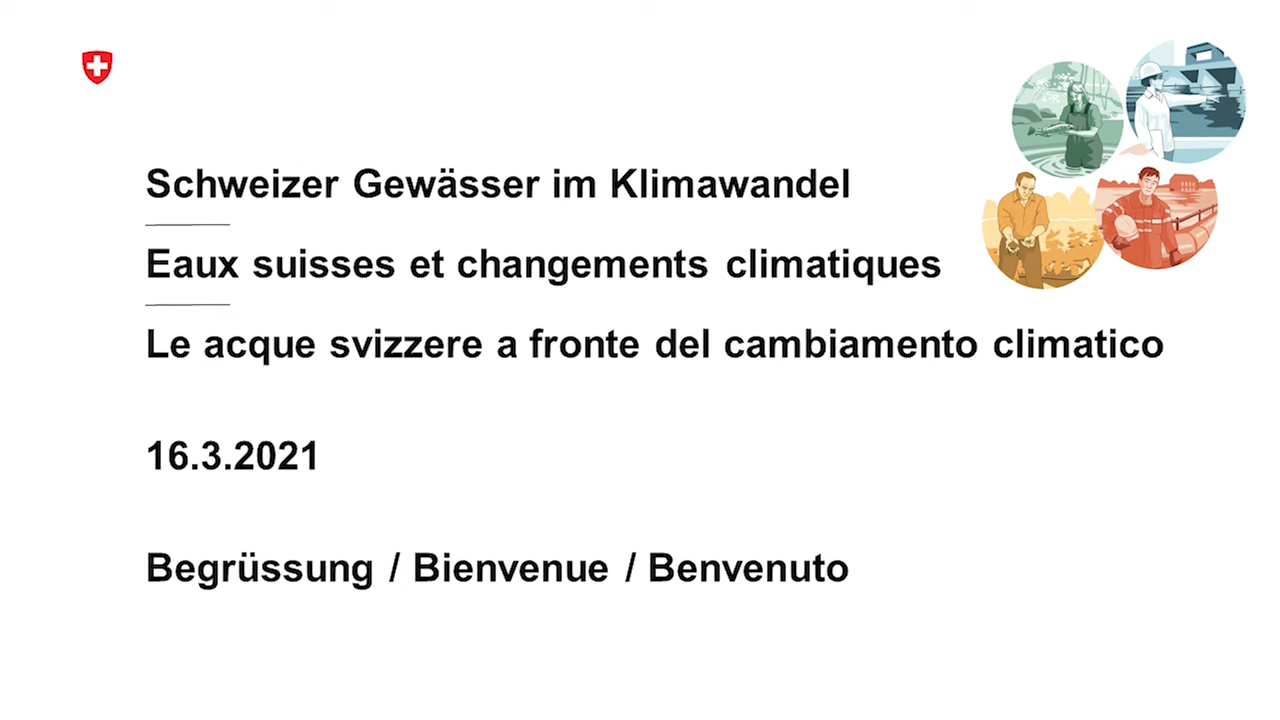 Schweizer Gewässer im Klimawandel
Eaux suisses et changements climatiques
Le acque svizzere a fronte del cambiamento climatico
16.3.2021
Begrüssung / Bienvenue / Benvenuto